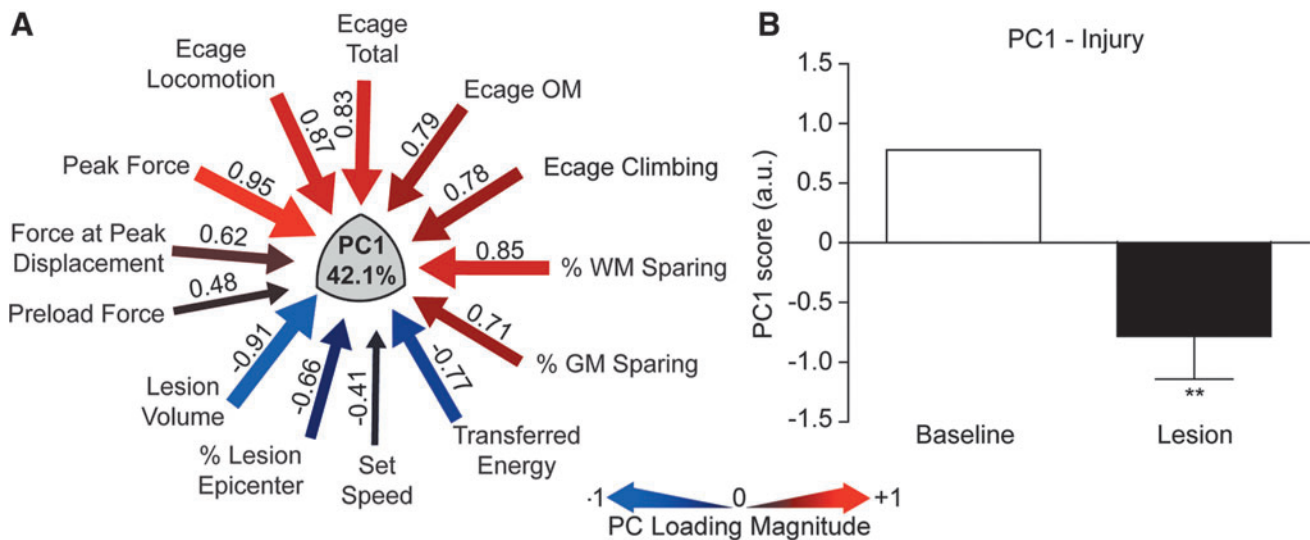 A
Ecage
Locomotion
Ecage
Total
Ecage OM
Ecage Climbing
% WM Sparing
% GM Sparing
Transferred
Energy
Set
Speed
% Lesion
Epicenter
Lesion
Volume
Preload Force
Force at Peak
Displacement
Peak Force
0.87
0.83
0.79
0.78
0.85
0.71
-0.77
-0.41
-0.66
-0.91
0.48
0.62
0.95
PC1
42.1%
-1
0
+1
PC Loading Magnitude
B
PC1 - Injury
PC1 score (a.u.)
1.5
1.0
0.5
0
-0.5
-1.0
-1.5
**
Baseline
Lesion